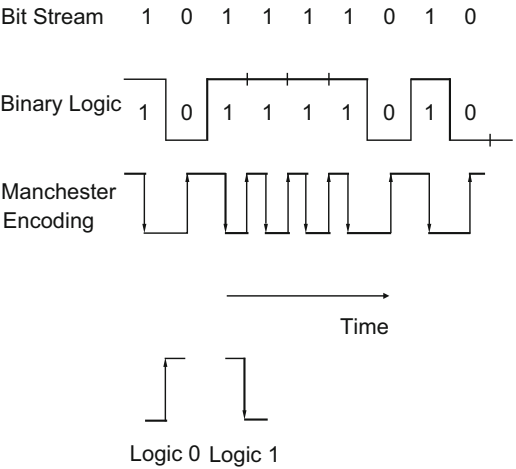 Bit Stream 1 0 1 1 1 1 0 1 0
Binary Logic 1 0 1 1 1 1 0 1 0
Manchester
Encoding
Time
Logic 0 Logic 1